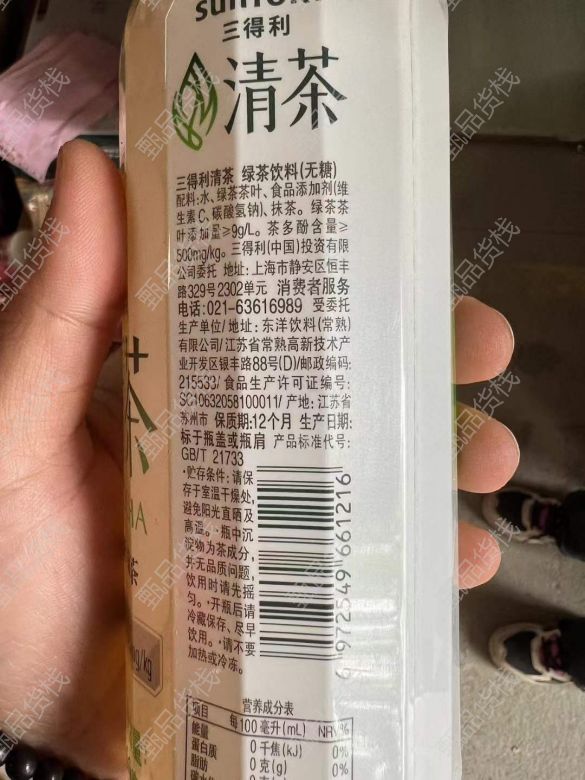 SUNTORY
三得利
清茶
三得利清茶 绿茶饮料(无糖)
配料:水、绿茶茶叶、食品添加剂(维
生素C、碳酸氢钠)、抹茶。绿茶茶
叶添加量≥9g/L。茶多酚含量≥
500mg/kg。三得利(中国)投资有限
公司委托 地址:上海市静安区恒丰
路329号2302单元 消费者服务
电话:021-63616989 受委托
生产单位/地址:东洋饮料(常熟)
有限公司/江苏省常熟高新技术产
业开发区银丰路88号(D)/邮政编码:
215533/食品生产许可证编号:
SC10632058100011/产地:江苏省
苏州市 保质期:12个月 生产日期:
标于瓶盖或瓶肩 产品标准代号:
GB/T 21733
·贮存条件:请保
存于室温干燥处,
避免阳光直晒及
高温。·瓶中沉
淀物为茶成分,
并无品质问题,
饮用时请先摇
匀。·开瓶后请
冷藏保存、尽早
饮用。·请不要
加热或冷冻。
6 972549 661216
营养成分表
项目 每100毫升(mL) NRV%
能量 0千焦(kJ) 0%
蛋白质 0克(g) 0%
脂肪
茶
HA
茶
mg/kg
甄品货栈